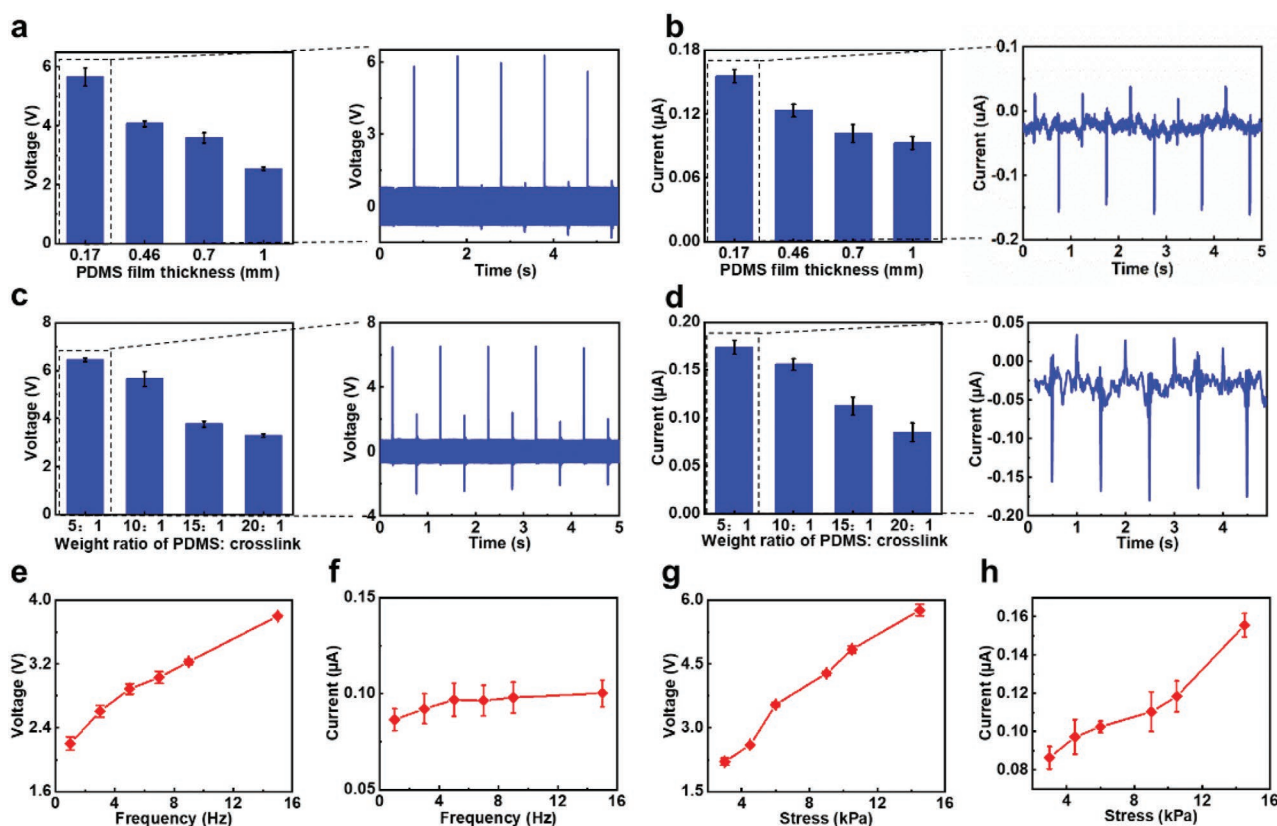 a
Voltage (V)
6
4
2
0
0.17 0.46 0.7 1
PDMS film thickness (mm)
Voltage (V)
6
3
0
0 2 4
Time (s)
b
Current (µA)
0.18
0.12
0.06
0.00
0.17 0.46 0.7 1
PDMS film thickness (mm)
Current (µA)
0.1
0.0
-0.1
-0.2
0 1 2 3 4 5
Time (s)
c
Voltage (V)
8
6
4
2
0
5: 1 10: 1 15: 1 20: 1
Weight ratio of PDMS: crosslink
Voltage (V)
8
4
0
-4
0 1 2 3 4 5
Time (s)
d
Current (µA)
0.20
0.15
0.10
0.05
0.00
5: 1 10: 1 15: 1 20: 1
Weight ratio of PDMS: crosslink
Current (µA)
0.05
0.00
-0.05
-0.10
-0.15
-0.20
0 1 2 3 4
Time (s)
e
Voltage (V)
4.0
3.2
2.4
1.6
0 4 8 12 16
Frequency (Hz)
f
Current (µA)
0.15
0.10
0.05
0 4 8 12 16
Frequency (Hz)
g
Voltage (V)
6.0
4.5
3.0
1.5
4 8 12 16
Stress (kPa)
h
Current (µA)
0.16
0.14
0.12
0.10
0.08
4 8 12 16
Stress (kPa)